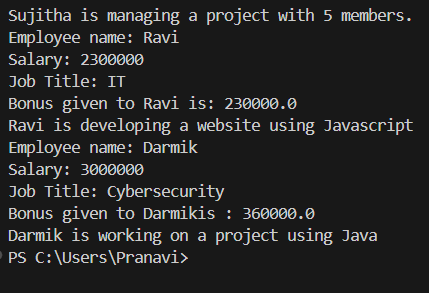 Sujitha is managing a project with 5 members.
Employee name: Ravi
Salary: 2300000
Job Title: IT
Bonus given to Ravi is: 230000.0
Ravi is developing a website using Javascript
Employee name: Darmik
Salary: 3000000
Job Title: Cybersecurity
Bonus given to Darmikis : 360000.0
Darmik is working on a project using Java
PS C:\Users\Pranavi>